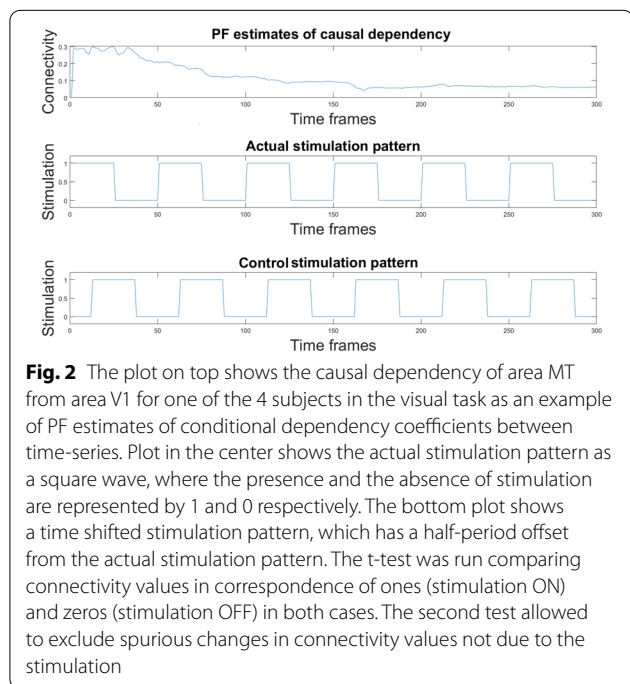 PF estimates of causal dependency
Connectivity
0.3
0.2
0.1
0
0
50
100
150
200
250
300
Time frames
Actual stimulation pattern
Stimulation
1
0.5
0
0
50
100
150
200
250
300
Time frames
Control stimulation pattern
Stimulation
1
0.5
0
0
50
100
150
200
250
300
Time frames
Fig. 2 The plot on top shows the causal dependency of area MT
from area V1 for one of the 4 subjects in the visual task as an example
of PF estimates of conditional dependency coefficients between
time-series. Plot in the center shows the actual stimulation pattern as
a square wave, where the presence and the absence of stimulation
are represented by 1 and 0 respectively. The bottom plot shows
a time shifted stimulation pattern, which has a half-period offset
from the actual stimulation pattern. The t-test was run comparing
connectivity values in correspondence of ones (stimulation ON)
and zeros (stimulation OFF) in both cases. The second test allowed
to exclude spurious changes in connectivity values not due to the
stimulation